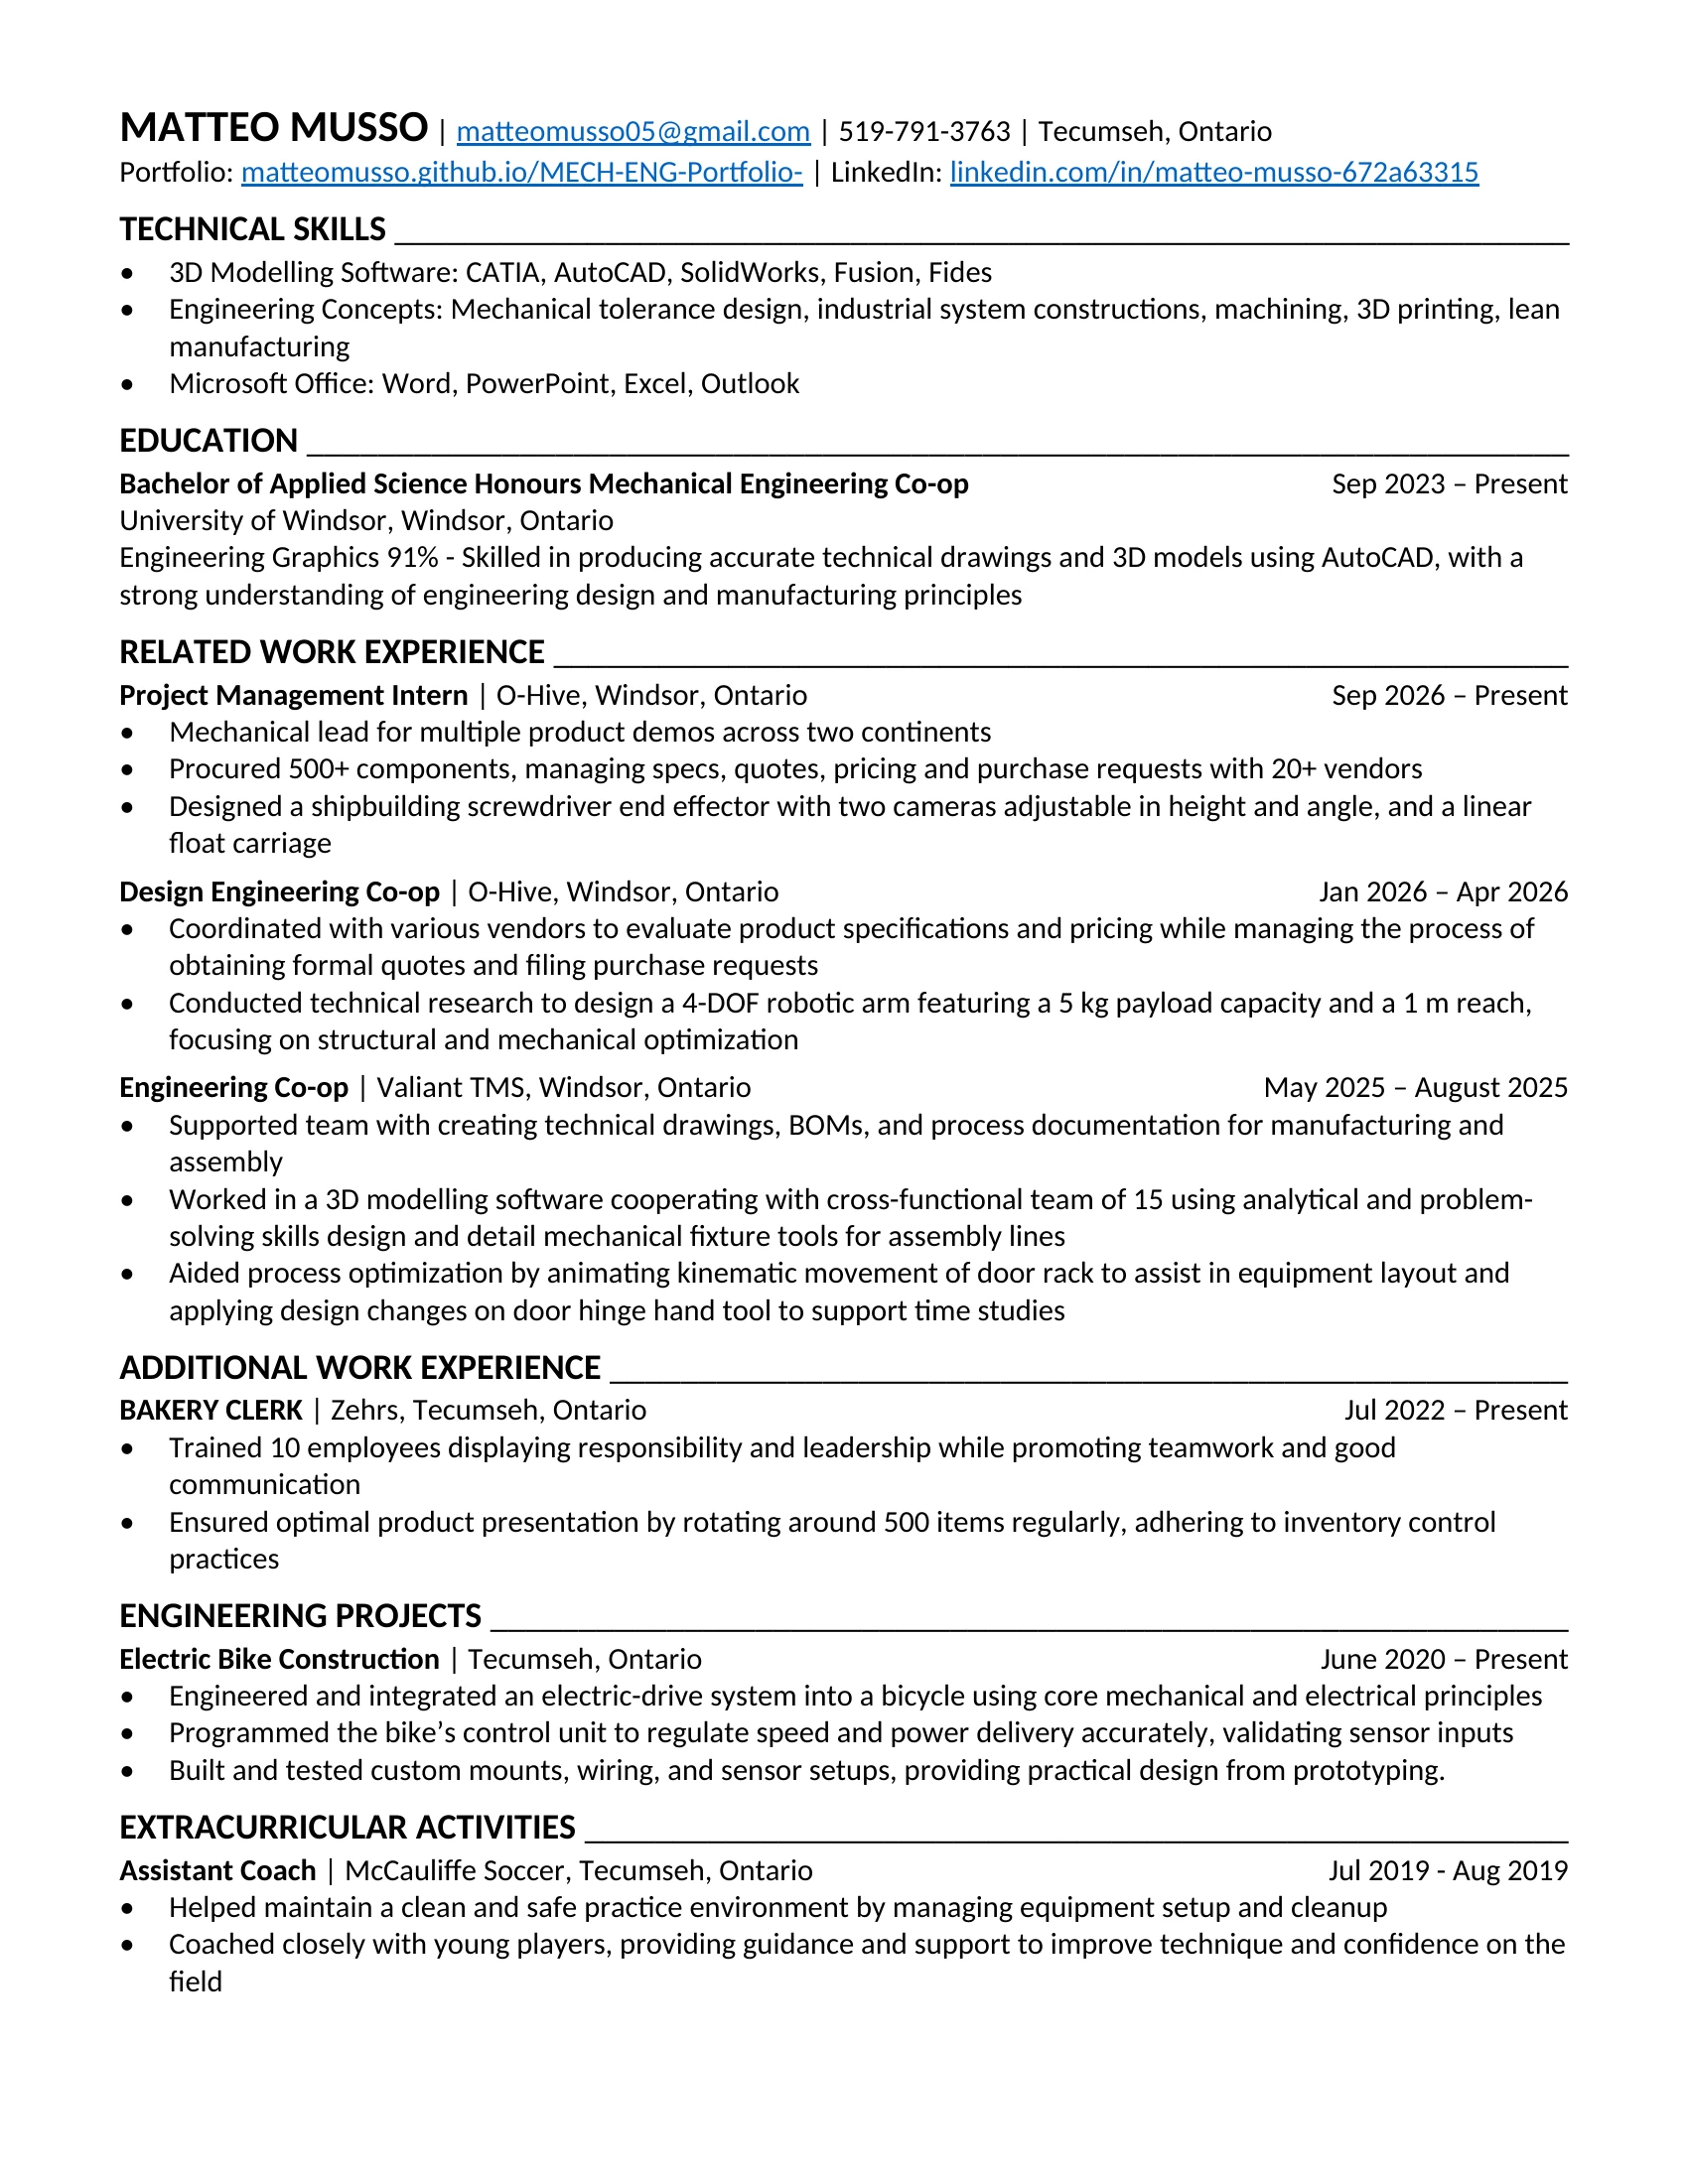 MATTEO MUSSO | matteomusso05@gmail.com | 519-791-3763 | Tecumseh, Ontario
Portfolio: matteomusso.github.io/MECH-ENG-Portfolio- | LinkedIn: linkedin.com/in/matteo-musso-672a63315
TECHNICAL SKILLS
• 3D Modelling Software: CATIA, AutoCAD, SolidWorks, Fusion, Fides
• Engineering Concepts: Mechanical tolerance design, industrial system constructions, machining, 3D printing, lean
manufacturing
• Microsoft Office: Word, PowerPoint, Excel, Outlook
EDUCATION
Bachelor of Applied Science Honours Mechanical Engineering Co-op Sep 2023 – Present
University of Windsor, Windsor, Ontario
Engineering Graphics 91% - Skilled in producing accurate technical drawings and 3D models using AutoCAD, with a
strong understanding of engineering design and manufacturing principles
RELATED WORK EXPERIENCE
Project Management Intern | O-Hive, Windsor, Ontario Sep 2026 – Present
• Mechanical lead for multiple product demos across two continents
• Procured 500+ components, managing specs, quotes, pricing and purchase requests with 20+ vendors
• Designed a shipbuilding screwdriver end effector with two cameras adjustable in height and angle, and a linear
float carriage
Design Engineering Co-op | O-Hive, Windsor, Ontario Jan 2026 – Apr 2026
• Coordinated with various vendors to evaluate product specifications and pricing while managing the process of
obtaining formal quotes and filing purchase requests
• Conducted technical research to design a 4-DOF robotic arm featuring a 5 kg payload capacity and a 1 m reach,
focusing on structural and mechanical optimization
Engineering Co-op | Valiant TMS, Windsor, Ontario May 2025 – August 2025
• Supported team with creating technical drawings, BOMs, and process documentation for manufacturing and
assembly
• Worked in a 3D modelling software cooperating with cross-functional team of 15 using analytical and problem-
solving skills design and detail mechanical fixture tools for assembly lines
• Aided process optimization by animating kinematic movement of door rack to assist in equipment layout and
applying design changes on door hinge hand tool to support time studies
ADDITIONAL WORK EXPERIENCE
BAKERY CLERK | Zehrs, Tecumseh, Ontario Jul 2022 – Present
• Trained 10 employees displaying responsibility and leadership while promoting teamwork and good
communication
• Ensured optimal product presentation by rotating around 500 items regularly, adhering to inventory control
practices
ENGINEERING PROJECTS
Electric Bike Construction | Tecumseh, Ontario June 2020 – Present
• Engineered and integrated an electric-drive system into a bicycle using core mechanical and electrical principles
• Programmed the bike’s control unit to regulate speed and power delivery accurately, validating sensor inputs
• Built and tested custom mounts, wiring, and sensor setups, providing practical design from prototyping.
EXTRACURRICULAR ACTIVITIES
Assistant Coach | McCauliffe Soccer, Tecumseh, Ontario Jul 2019 - Aug 2019
• Helped maintain a clean and safe practice environment by managing equipment setup and cleanup
• Coached closely with young players, providing guidance and support to improve technique and confidence on the
field